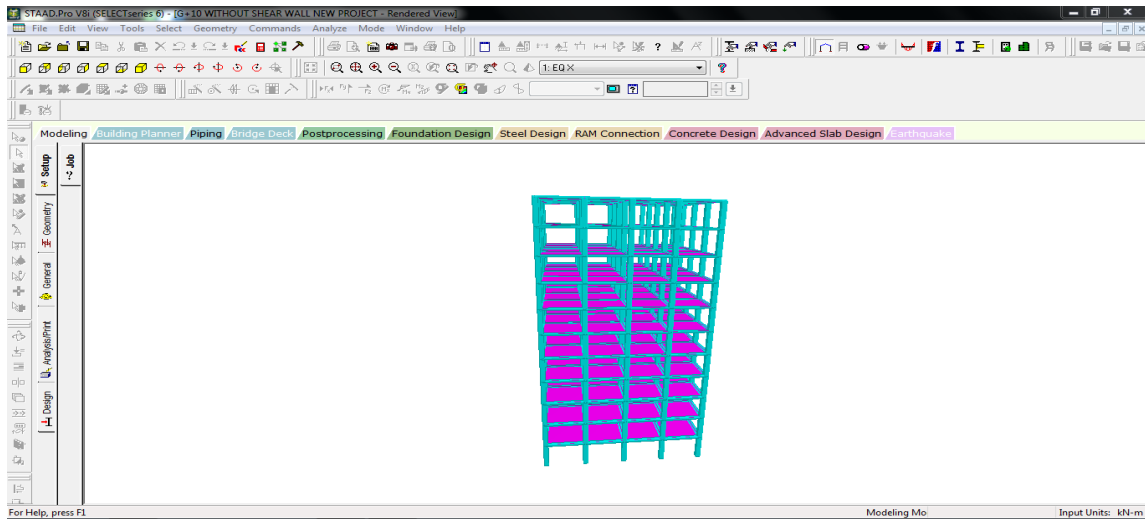 STAAD.Pro V8i (SELECTseries 6) - [G+10 WITHOUT SHEAR WALL NEW PROJECT - Rendered View]
File Edit View Tools Select Geometry Commands Analyze Mode Window Help
1: EQ X
Modeling Building Planner Piping Bridge Deck Postprocessing Foundation Design Steel Design RAM Connection Concrete Design Advanced Slab Design Earthquake
Setup
Job
Geometry
General
Analysis/Print
Design
For Help, press F1 Modeling Mo Input Units: kN-m